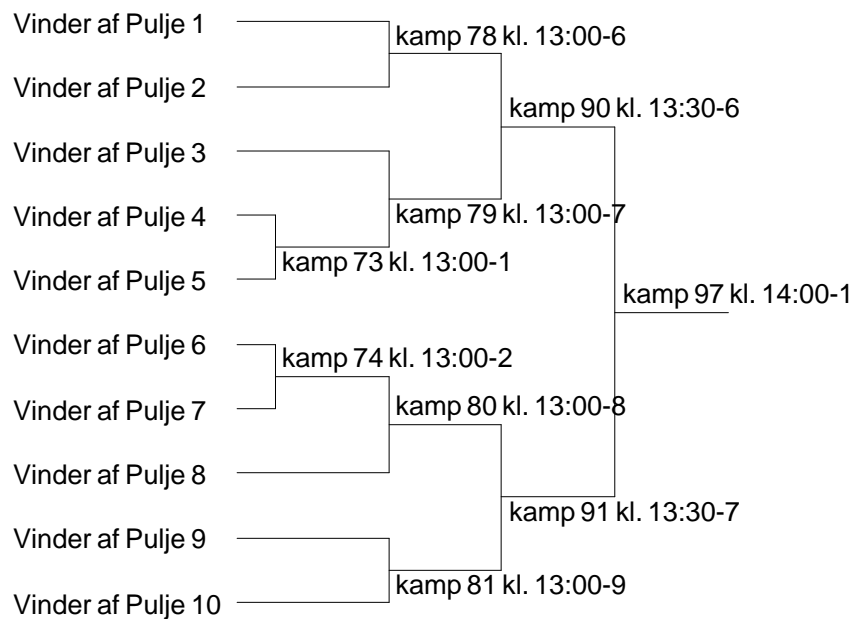 Vinder af Pulje 1
kamp 78 kl. 13:00-6
Vinder af Pulje 2
kamp 90 kl. 13:30-6
Vinder af Pulje 3
Vinder af Pulje 4
kamp 79 kl. 13:00-7
kamp 73 kl. 13:00-1
Vinder af Pulje 5
kamp 97 kl. 14:00-1
Vinder af Pulje 6
kamp 74 kl. 13:00-2
Vinder af Pulje 7
kamp 80 kl. 13:00-8
Vinder af Pulje 8
kamp 91 kl. 13:30-7
Vinder af Pulje 9
kamp 81 kl. 13:00-9
Vinder af Pulje 10